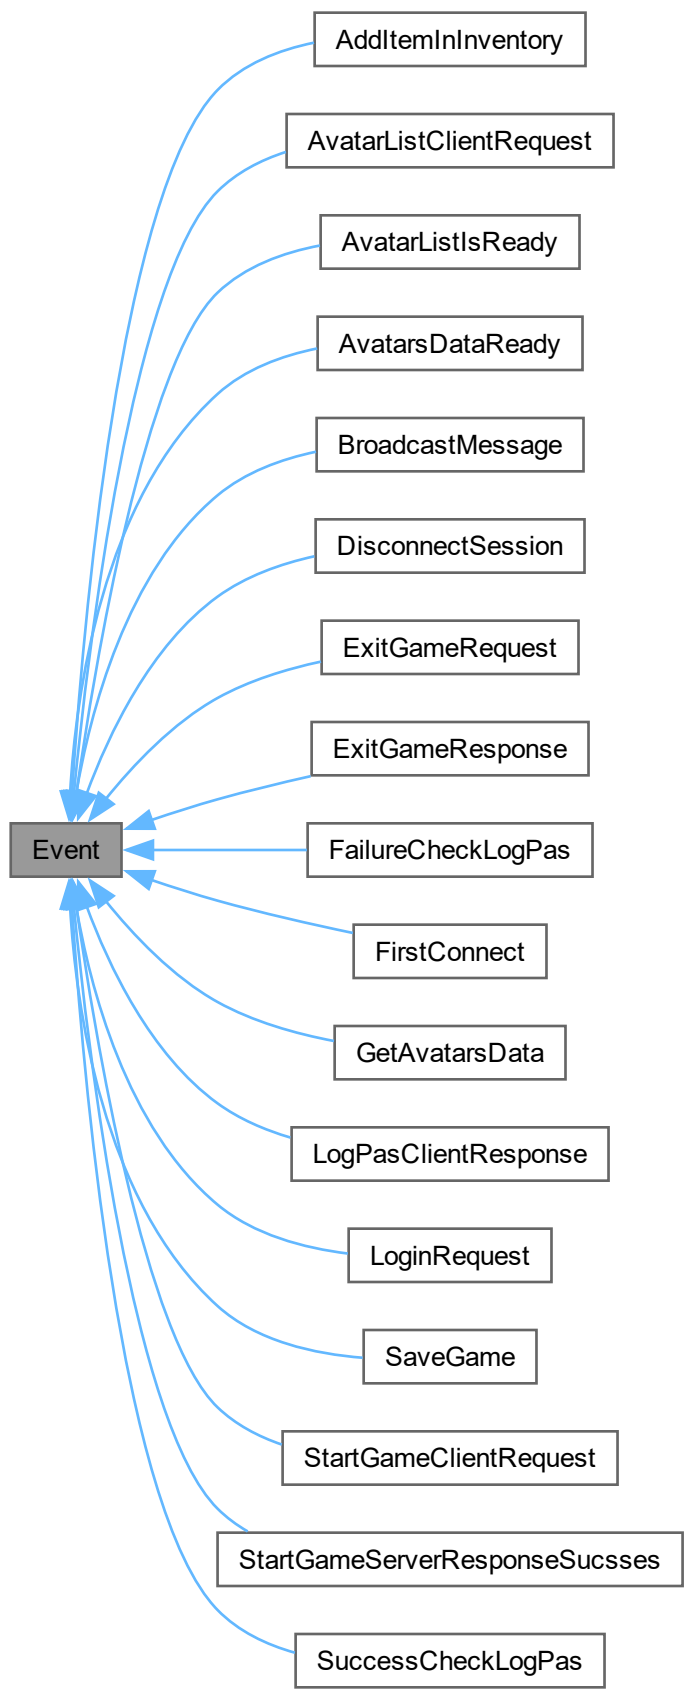 AddItemInInventory
AvatarListClientRequest
AvatarListIsReady
AvatarsDataReady
BroadcastMessage
DisconnectSession
ExitGameRequest
ExitGameResponse
Event
FailureCheckLogPas
FirstConnect
GetAvatarsData
LogPasClientResponse
LoginRequest
SaveGame
StartGameClientRequest
StartGameServerResponseSucsses
SuccessCheckLogPas